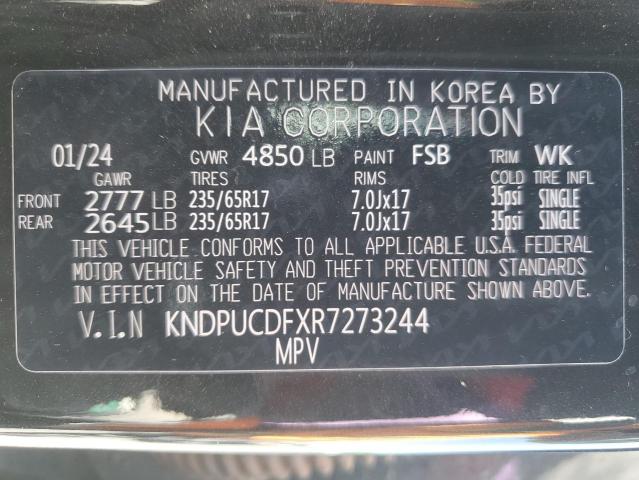 MANUFACTURED IN KOREA BY
KIA CORPORATION
01/24 GVWR 4850 LB PAINT FSB TRIM WK
GAWR TIRES RIMS COLD TIRE INFL
FRONT 2777 LB 235/65R17 7.0Jx17 35psi SINGLE
REAR 2645 LB 235/65R17 7.0Jx17 35psi SINGLE
THIS VEHICLE CONFORMS TO ALL APPLICABLE U.S.A. FEDERAL
MOTOR VEHICLE SAFETY AND THEFT PREVENTION STANDARDS
IN EFFECT ON THE DATE OF MANUFACTURE SHOWN ABOVE.
V.I.N KNDPUCDFXR7273244
MPV